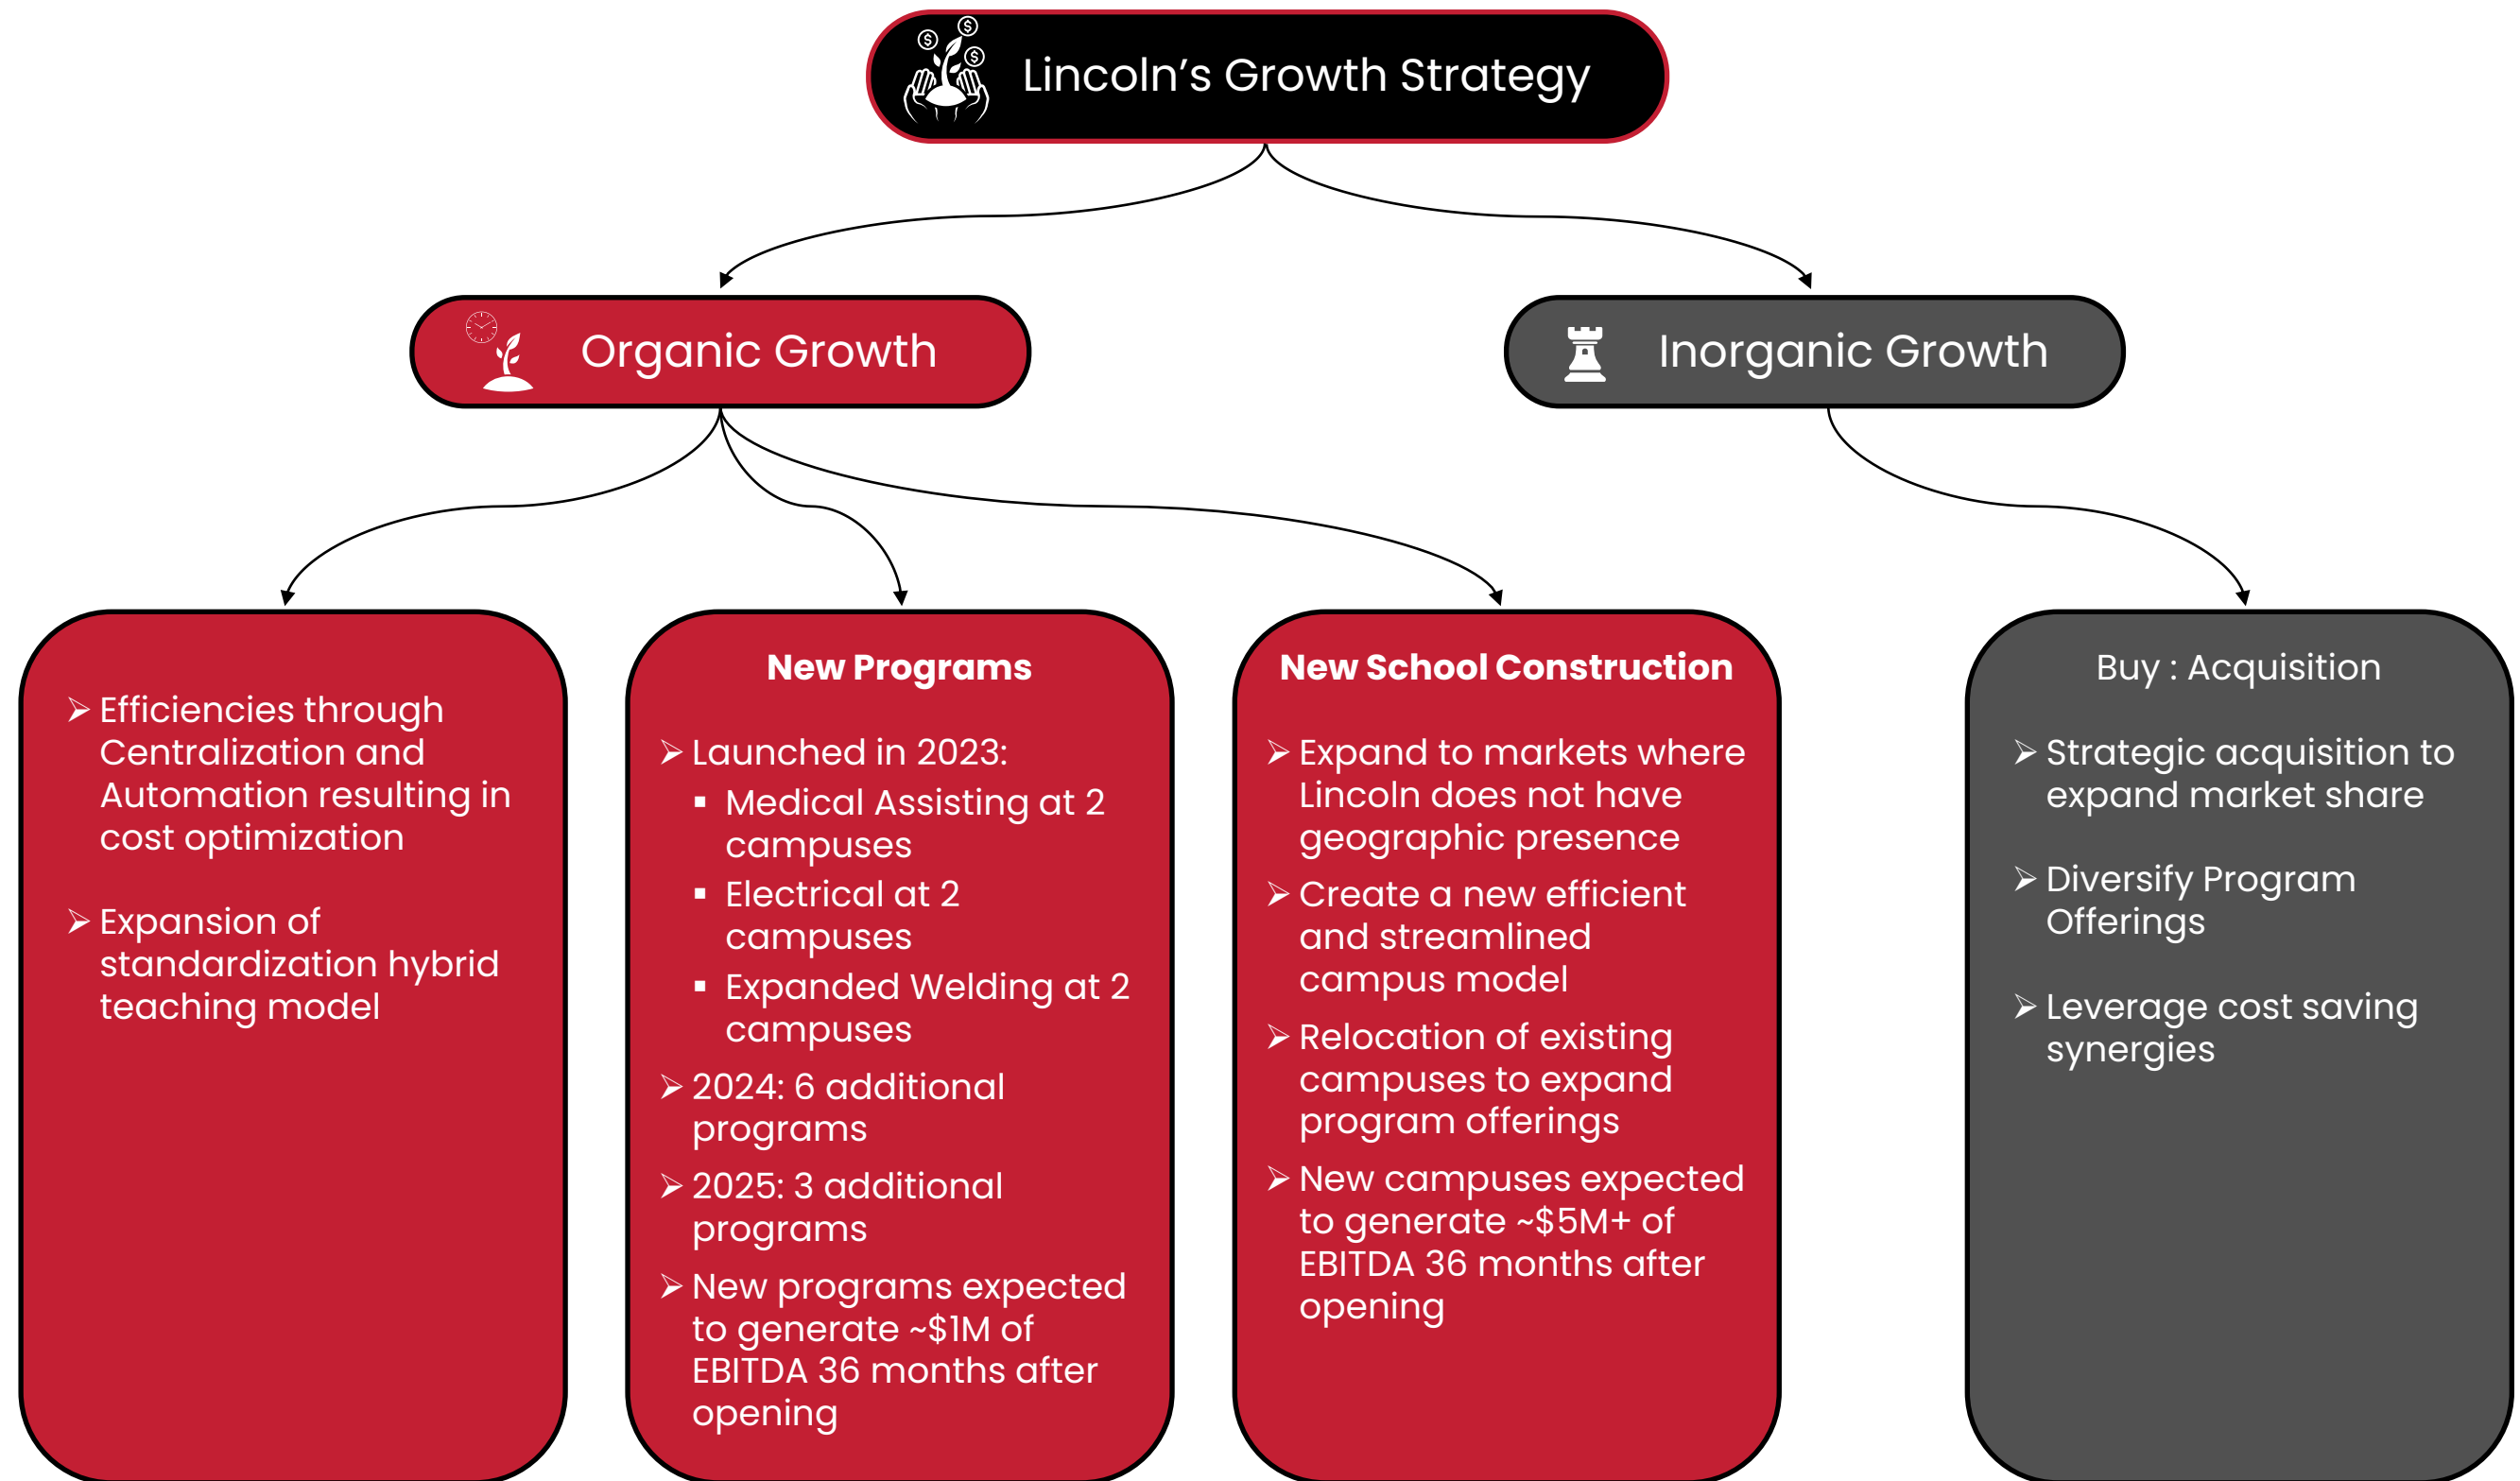 Lincoln’s Growth Strategy
Organic Growth
Inorganic Growth
➢ Efficiencies through
Centralization and
Automation resulting in
cost optimization
➢ Expansion of
standardization hybrid
teaching model
New Programs
➢ Launched in 2023:
▪ Medical Assisting at 2
campuses
▪ Electrical at 2
campuses
▪ Expanded Welding at 2
campuses
➢ 2024: 6 additional
programs
➢ 2025: 3 additional
programs
➢ New programs expected
to generate ~$1M of
EBITDA 36 months after
opening
New School Construction
➢ Expand to markets where
Lincoln does not have
geographic presence
➢ Create a new efficient
and streamlined
campus model
➢ Relocation of existing
campuses to expand
program offerings
➢ New campuses expected
to generate ~$5M+ of
EBITDA 36 months after
opening
Buy : Acquisition
➢ Strategic acquisition to
expand market share
➢ Diversify Program
Offerings
➢ Leverage cost saving
synergies